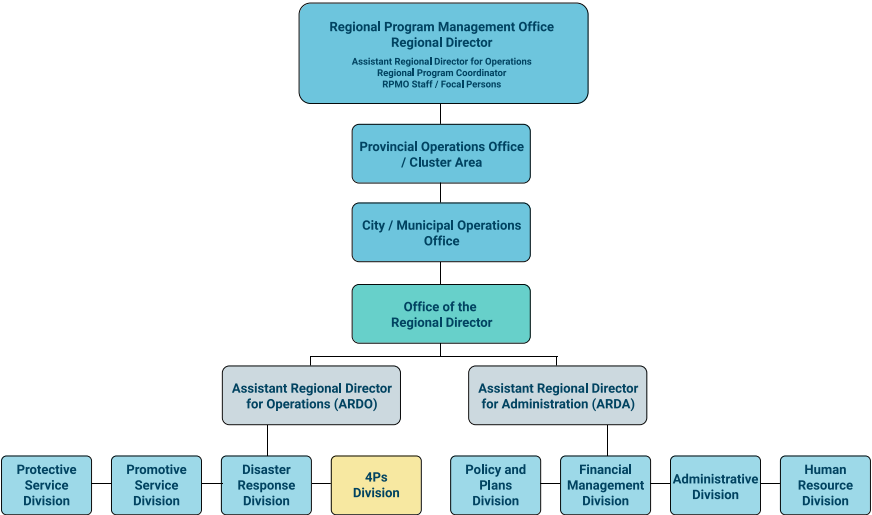 Regional Program Management Office
Regional Director
Assistant Regional Director for Operations
Regional Program Coordinator
RPMO Staff / Focal Persons
Provincial Operations Office
/ Cluster Area
City / Municipal Operations
Office
Office of the
Regional Director
Assistant Regional Director
for Operations (ARDO)
Assistant Regional Director
for Administration (ARDA)
Protective
Service
Division
Promotive
Service
Division
Disaster
Response
Division
4Ps
Division
Policy and
Plans
Division
Financial
Management
Division
Administrative
Division
Human
Resource
Division